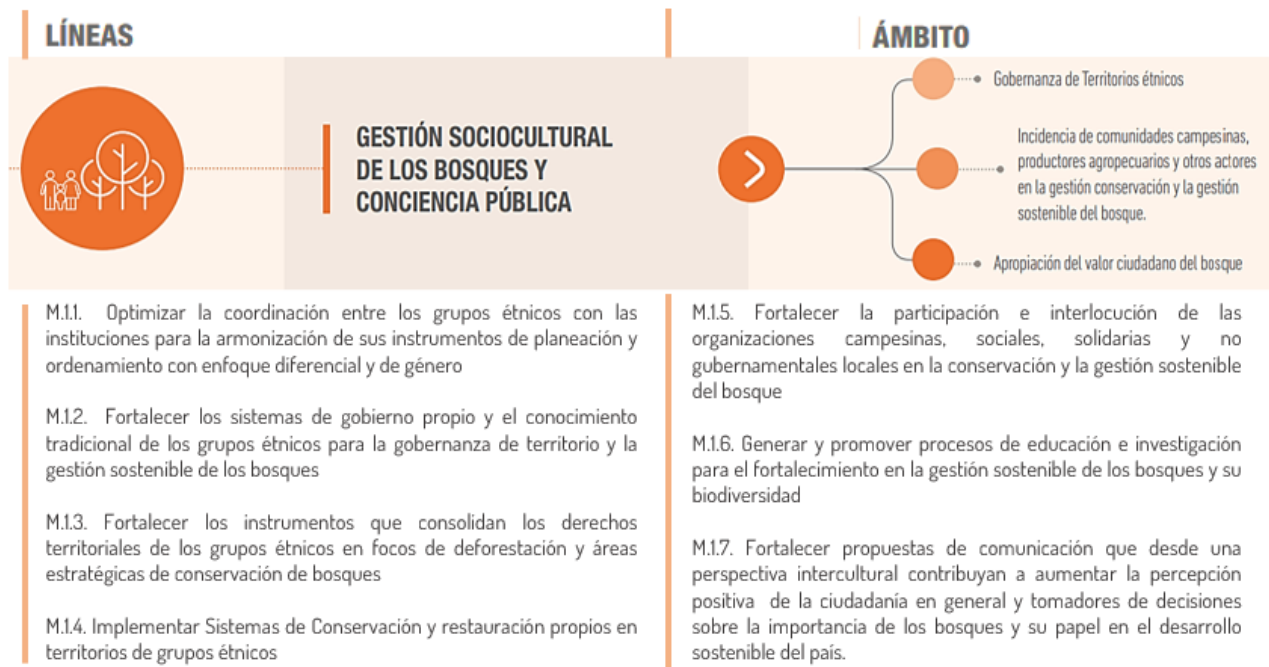 LÍNEAS
ÁMBITO
GESTIÓN SOCIOCULTURAL
DE LOS BOSQUES Y
CONCIENCIA PÚBLICA
Gobernanza de Territorios étnicos
Incidencia de comunidades campesinas,
productores agropecuarios y otros actores
en la gestión conservación y la gestión
sostenible del bosque.
Apropiación del valor ciudadano del bosque
M.1.1. Optimizar la coordinación entre los grupos étnicos con las
instituciones para la armonización de sus instrumentos de planeación y
ordenamiento con enfoque diferencial y de género
M.1.2. Fortalecer los sistemas de gobierno propio y el conocimiento
tradicional de los grupos étnicos para la gobernanza de territorio y la
gestión sostenible de los bosques
M.1.3. Fortalecer los instrumentos que consolidan los derechos
territoriales de los grupos étnicos en focos de deforestación y áreas
estratégicas de conservación de bosques
M.1.4. Implementar Sistemas de Conservación y restauración propios en
territorios de grupos étnicos
M.1.5. Fortalecer la participación e interlocución de las
organizaciones campesinas, sociales, solidarias y no
gubernamentales locales en la conservación y la gestión sostenible
del bosque
M.1.6. Generar y promover procesos de educación e investigación
para el fortalecimiento en la gestión sostenible de los bosques y su
biodiversidad
M.1.7. Fortalecer propuestas de comunicación que desde una
perspectiva intercultural contribuyan a aumentar la percepción
positiva de la ciudadanía en general y tomadores de decisiones
sobre la importancia de los bosques y su papel en el desarrollo
sostenible del país.